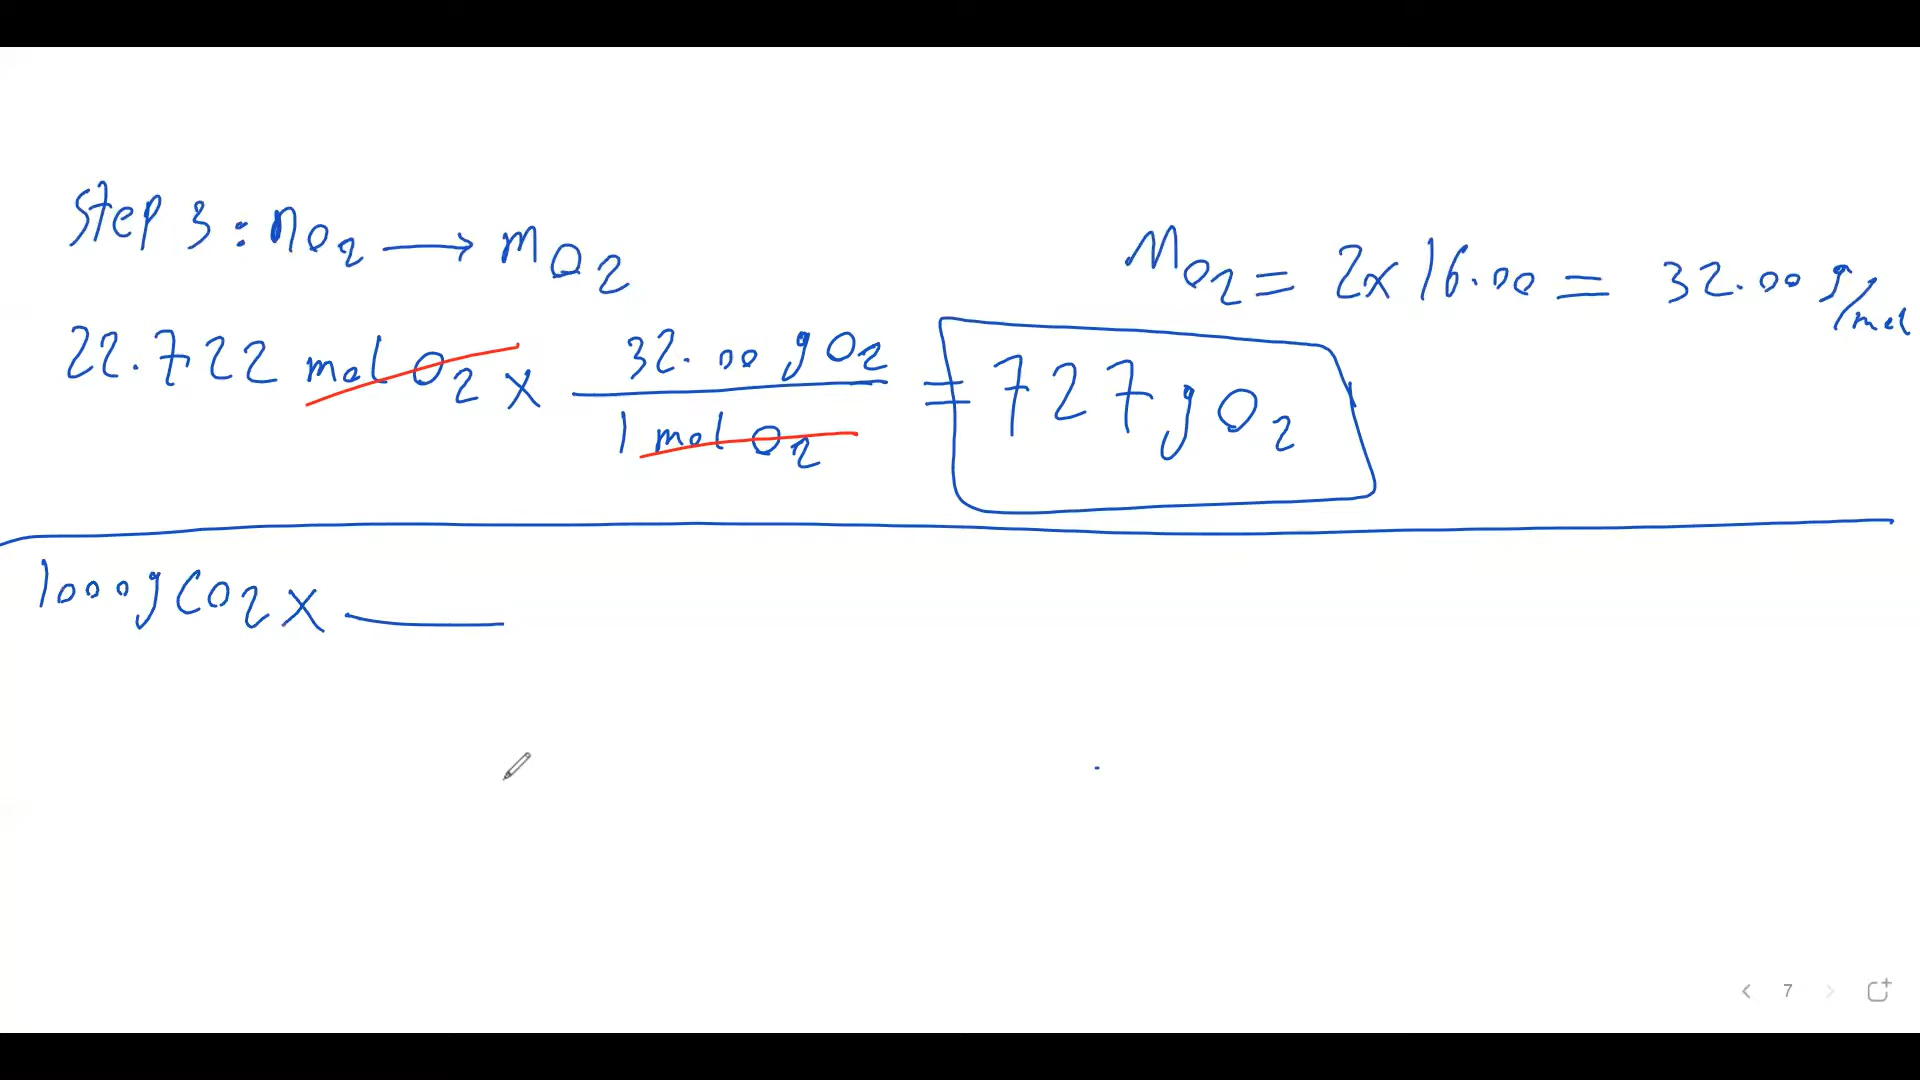 Step 3: nO2 → mO2
MO2 = 2x16.00 = 32.00 g/mol
22.722 mol O2 x 32.00 g O2 / 1 mol O2 = 727 g O2
1000 g CO2 x
7